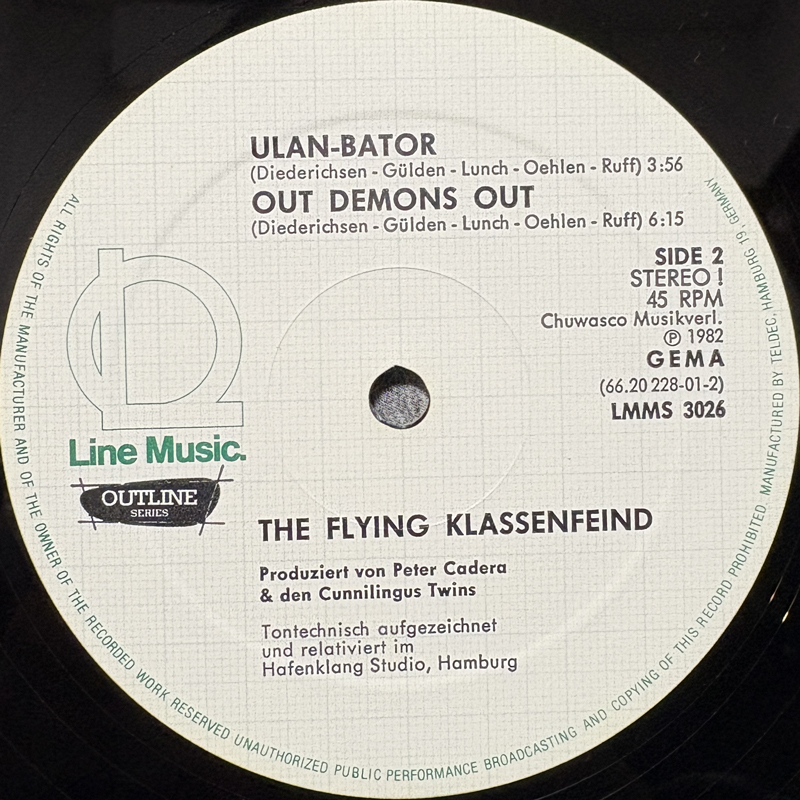 ULAN-BATOR
(Diederichsen - Gülden - Lunch - Oehlen - Ruff) 3:56
OUT DEMONS OUT
(Diederichsen - Gülden - Lunch - Oehlen - Ruff) 6:15
SIDE 2
STEREO!
45 RPM
Chuwasco Musikverl.
℗ 1982
GEMA
(66.20 228-01-2)
LMMS 3026
Line Music.
OUTLINE
SERIES
THE FLYING KLASSENFEIND
Produziert von Peter Cadera
& den Cunnilingus Twins
Tontechnisch aufgezeichnet
und relativiert im
Hafenklang Studio, Hamburg
ALL RIGHTS OF THE MANUFACTURER AND OF THE OWNER OF THE RECORDED WORK RESERVED UNAUTHORIZED PUBLIC PERFORMANCE BROADCASTING AND COPYING OF THIS RECORD PROHIBITED. MANUFACTURED BY TELDEC, HAMBURG 19, GERMANY